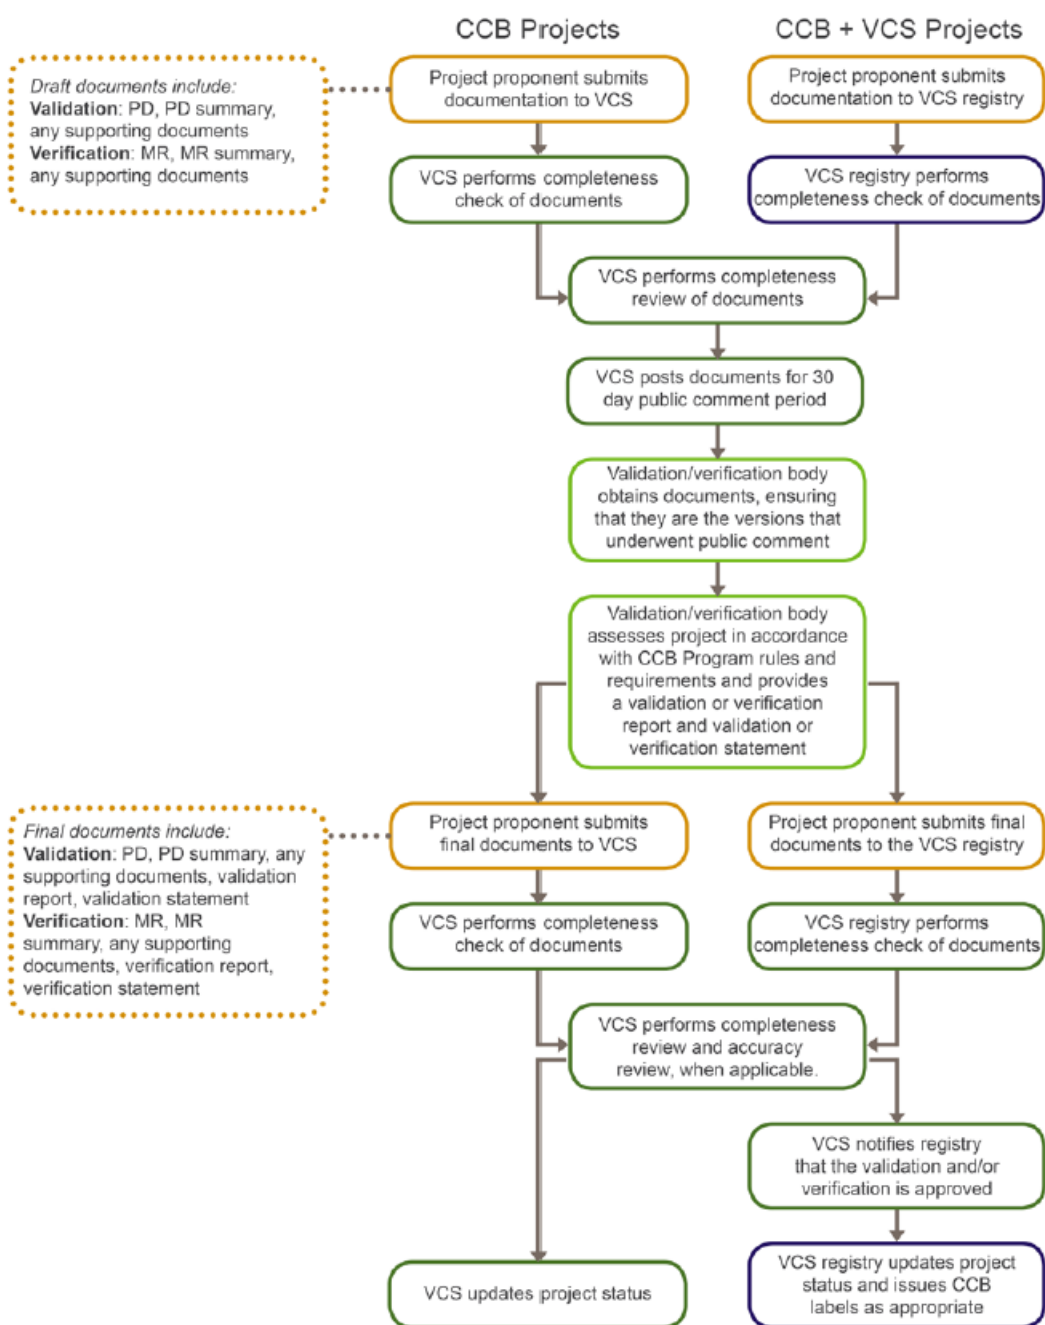 CCB Projects
CCB + VCS Projects
Draft documents include:
Validation: PD, PD summary,
any supporting documents
Verification: MR, MR summary,
any supporting documents
Project proponent submits
documentation to VCS
Project proponent submits
documentation to VCS registry
VCS performs completeness
check of documents
VCS registry performs
completeness check of documents
VCS performs completeness
review of documents
VCS posts documents for 30
day public comment period
Validation/verification body
obtains documents, ensuring
that they are the versions that
underwent public comment
Validation/verification body
assesses project in accordance
with CCB Program rules and
requirements and provides
a validation or verification
report and validation or
verification statement
Final documents include:
Validation: PD, PD summary, any
supporting documents, validation
report, validation statement
Verification: MR, MR
summary, any supporting
documents, verification report,
verification statement
Project proponent submits
final documents to VCS
Project proponent submits final
documents to the VCS registry
VCS performs completeness
check of documents
VCS registry performs
completeness check of documents
VCS performs completeness
review and accuracy
review, when applicable.
VCS notifies registry
that the validation and/or
verification is approved
VCS updates project status
VCS registry updates project
status and issues CCB
labels as appropriate